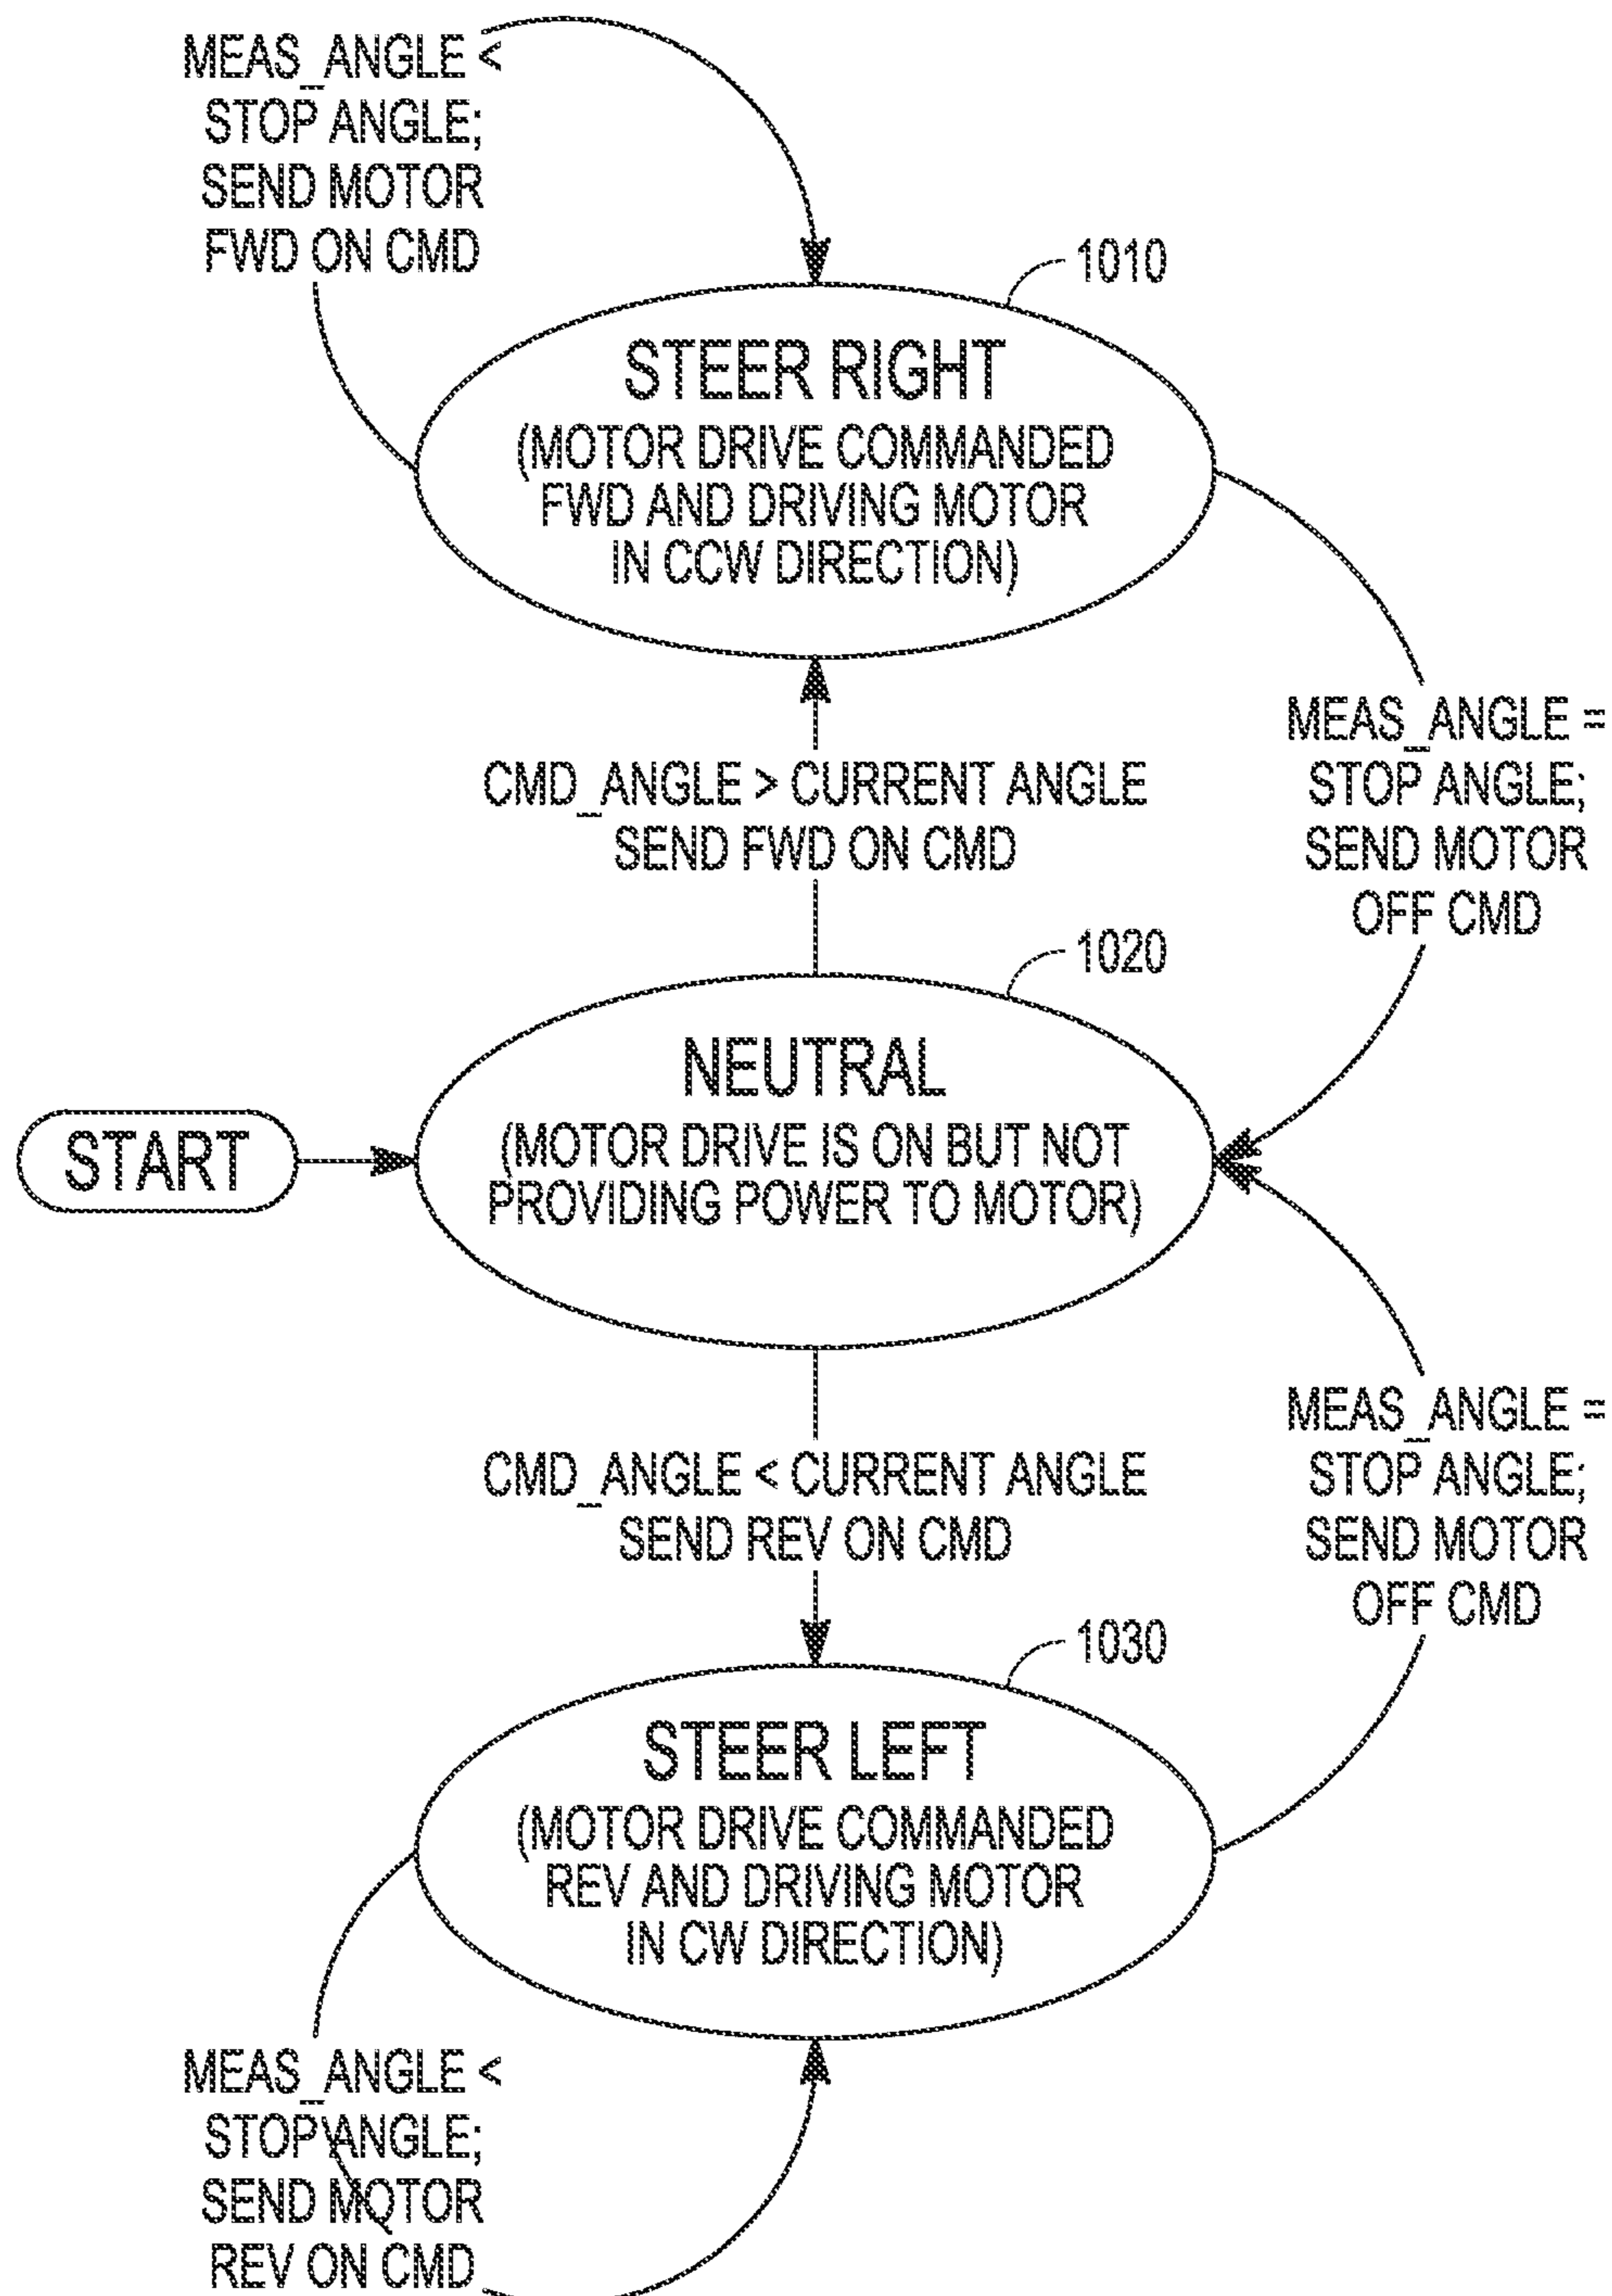 MEAS_ANGLE <
STOP ANGLE;
SEND MOTOR
FWD ON CMD
1010
STEER RIGHT
(MOTOR DRIVE COMMANDED
FWD AND DRIVING MOTOR
IN CCW DIRECTION)
MEAS_ANGLE =
STOP ANGLE;
SEND MOTOR
OFF CMD
CMD_ANGLE > CURRENT ANGLE
SEND FWD ON CMD
1020
NEUTRAL
(MOTOR DRIVE IS ON BUT NOT
PROVIDING POWER TO MOTOR)
START
CMD_ANGLE < CURRENT ANGLE
SEND REV ON CMD
MEAS_ANGLE =
STOP ANGLE;
SEND MOTOR
OFF CMD
1030
STEER LEFT
(MOTOR DRIVE COMMANDED
REV AND DRIVING MOTOR
IN CW DIRECTION)
MEAS_ANGLE <
STOP ANGLE;
SEND MOTOR
REV ON CMD